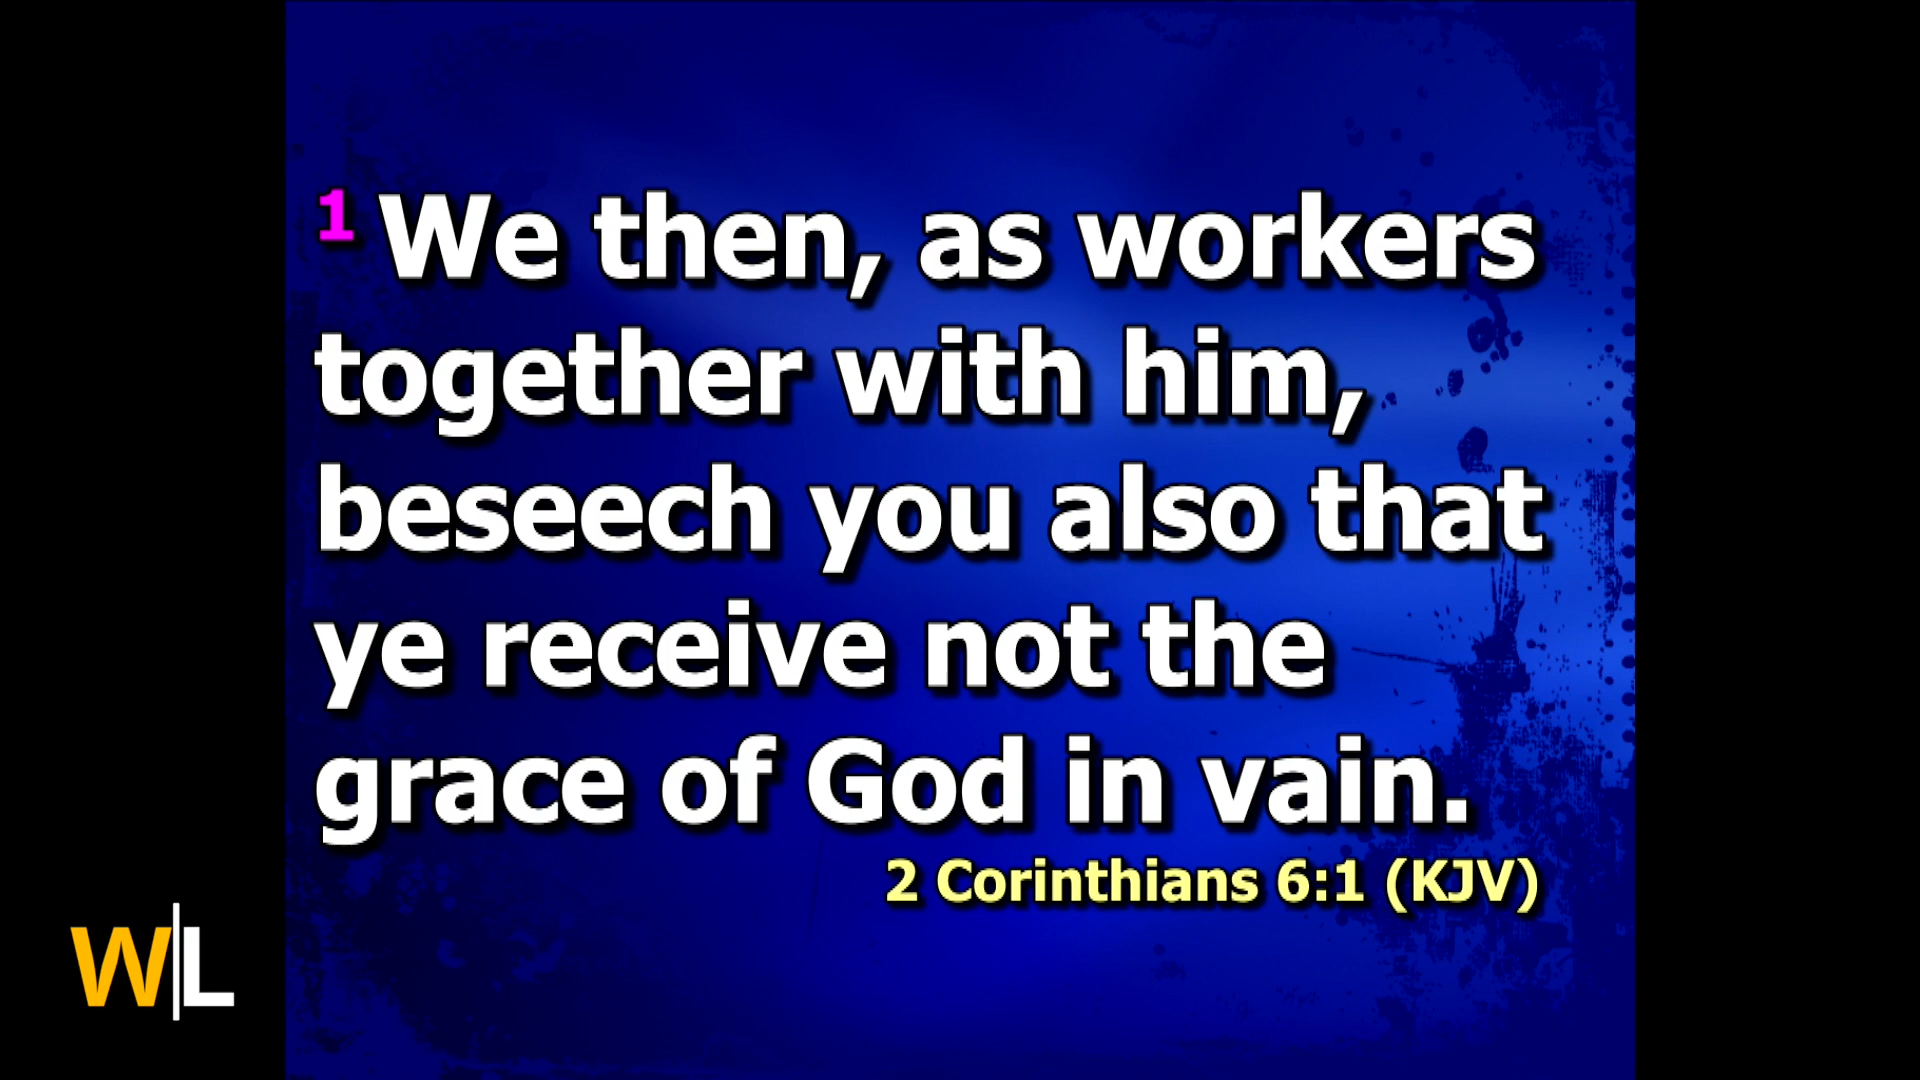 1 We then, as workers
together with him,
beseech you also that
ye receive not the
grace of God in vain.
2 Corinthians 6:1 (KJV)
W|L